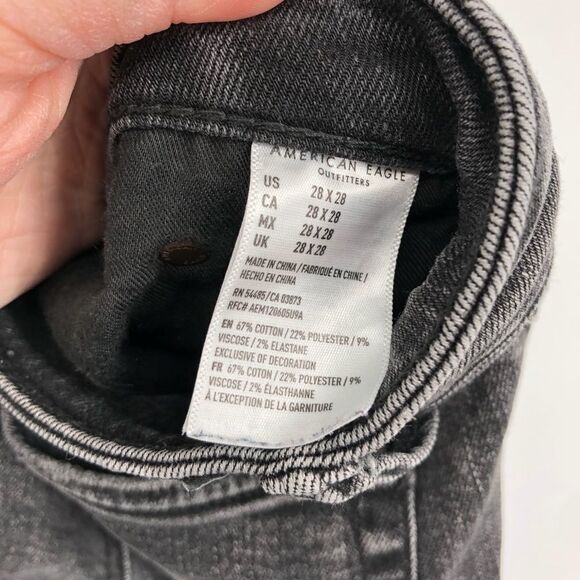 AMERICAN EAGLE
OUTFITTERS
US 28 X 28
CA 28 X 28
MX 28 X 28
UK 28 X 28
MADE IN CHINA/FABRIQUÉ EN CHINE/
HECHO EN CHINA
RN 54485/CA 03873
RFC# AEM120605U9A
EN 67% COTTON / 22% POLYESTER / 9%
VISCOSE / 2% ELASTANE
EXCLUSIVE OF DECORATION
FR 67% COTON / 22% POLYESTER / 9%
VISCOSE / 2% ÉLASTHANNE
À L'EXCEPTION DE LA GARNITURE